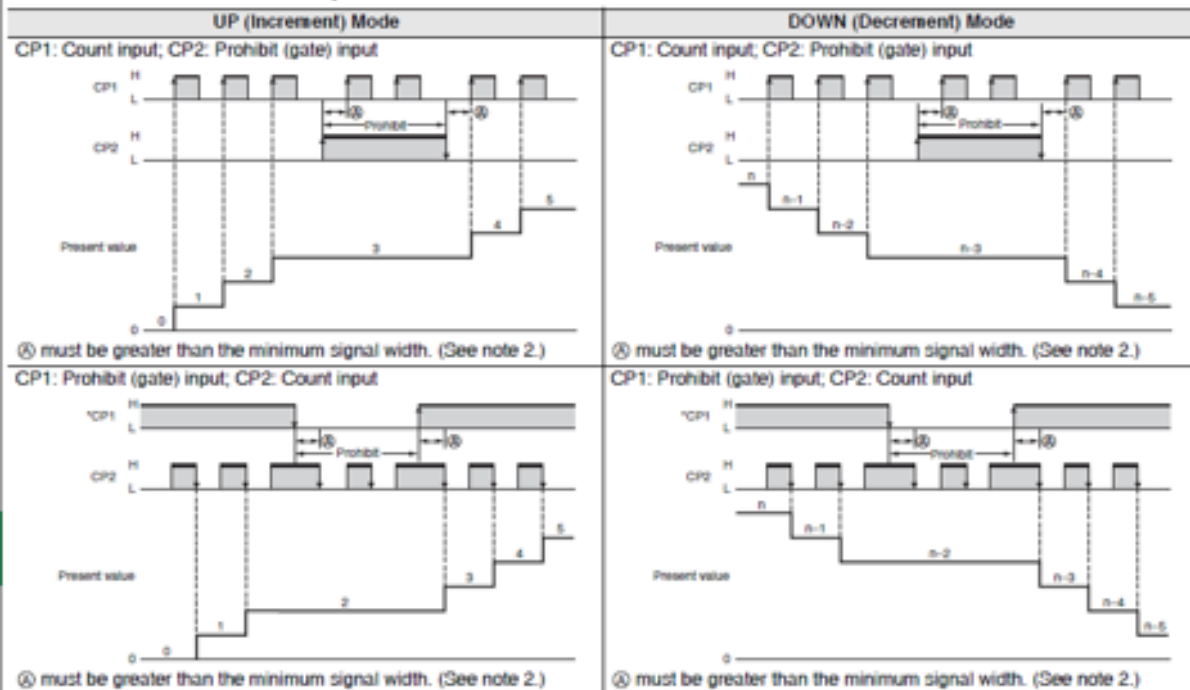 UP (Increment) Mode
DOWN (Decrement) Mode
CP1: Count input; CP2: Prohibit (gate) input
CP1
H
L
Ⓐ
Ⓐ
Prohibit
CP2
H
L
Present value
0
0
1
2
3
4
5
Ⓐ must be greater than the minimum signal width. (See note 2.)
CP1: Count input; CP2: Prohibit (gate) input
CP1
H
L
Ⓐ
Ⓐ
Prohibit
CP2
H
L
Present value
n
n-1
n-2
n-3
n-4
n-5
0
Ⓐ must be greater than the minimum signal width. (See note 2.)
CP1: Prohibit (gate) input; CP2: Count input
*CP1
H
L
Ⓐ
Ⓐ
Prohibit
CP2
H
L
Present value
0
0
1
2
3
4
5
Ⓐ must be greater than the minimum signal width. (See note 2.)
CP1: Prohibit (gate) input; CP2: Count input
*CP1
H
L
Ⓐ
Ⓐ
Prohibit
CP2
H
L
Present value
n
n-1
n-2
n-3
n-4
n-5
0
Ⓐ must be greater than the minimum signal width. (See note 2.)